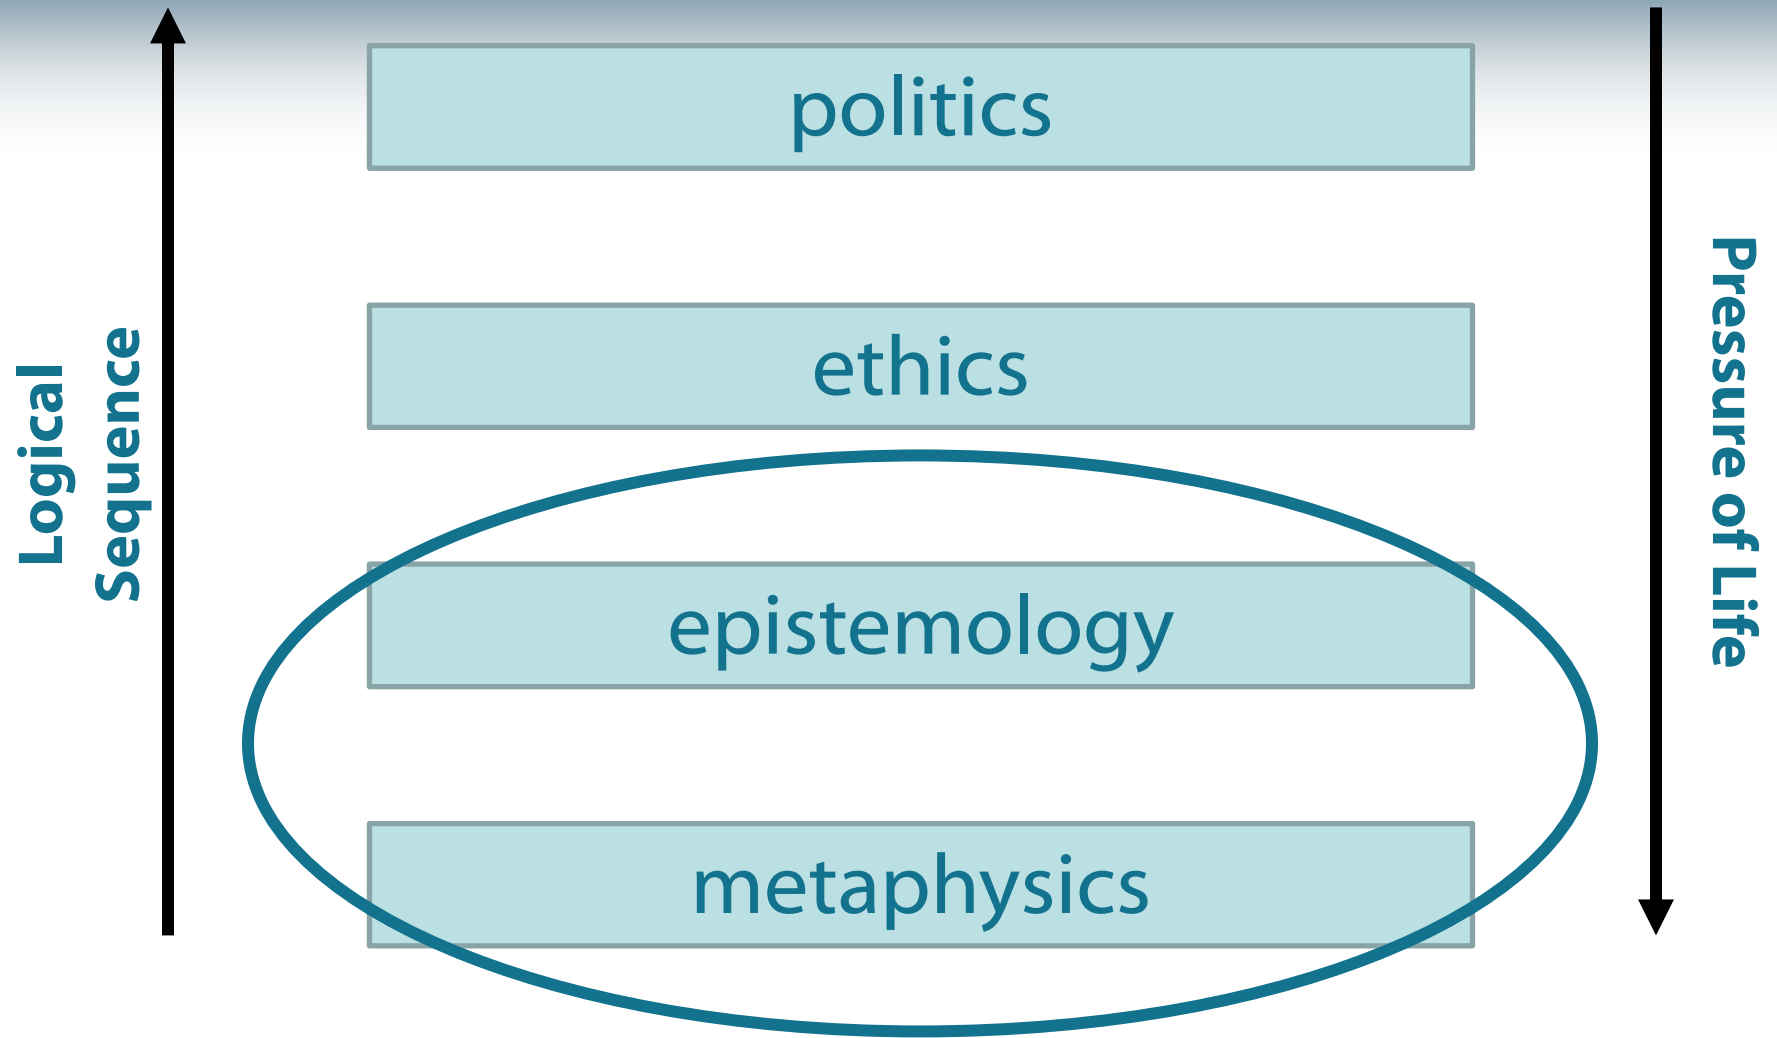 politics
ethics
epistemology
metaphysics
Logical
Sequence
Pressure of Life